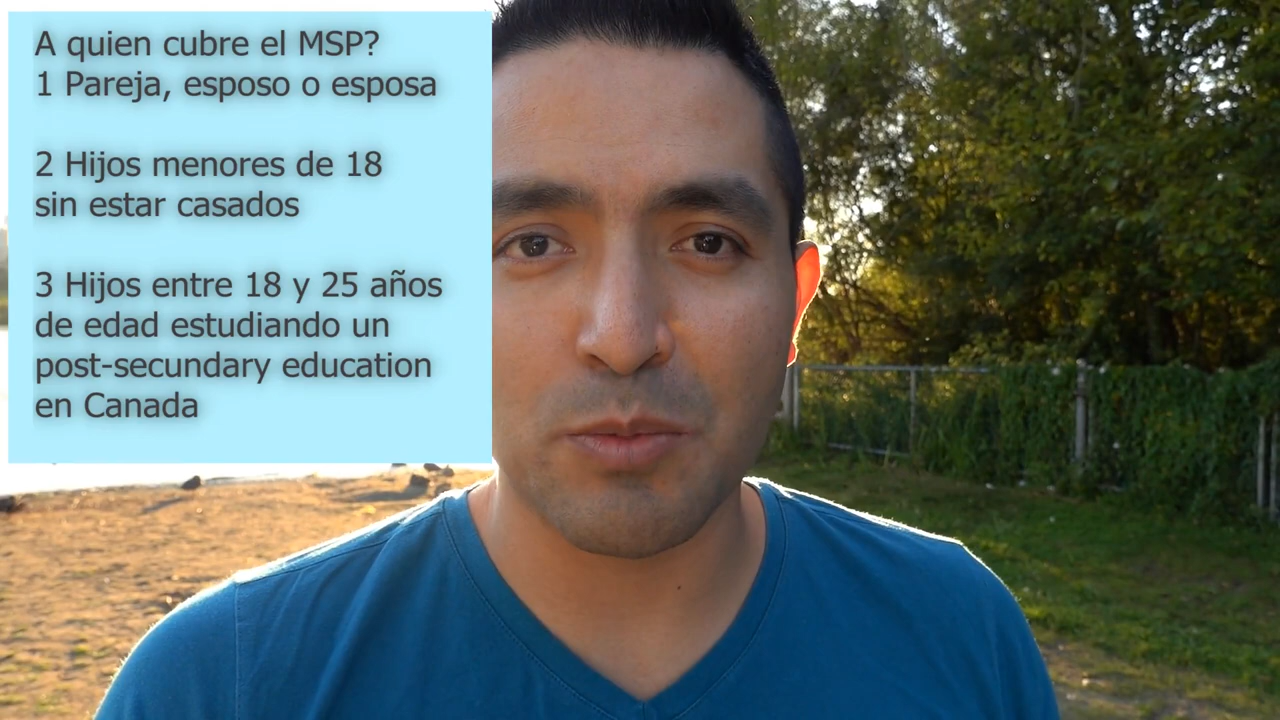 A quien cubre el MSP?
1 Pareja, esposo o esposa
2 Hijos menores de 18
sin estar casados
3 Hijos entre 18 y 25 años
de edad estudiando un
post-secundary education
en Canada